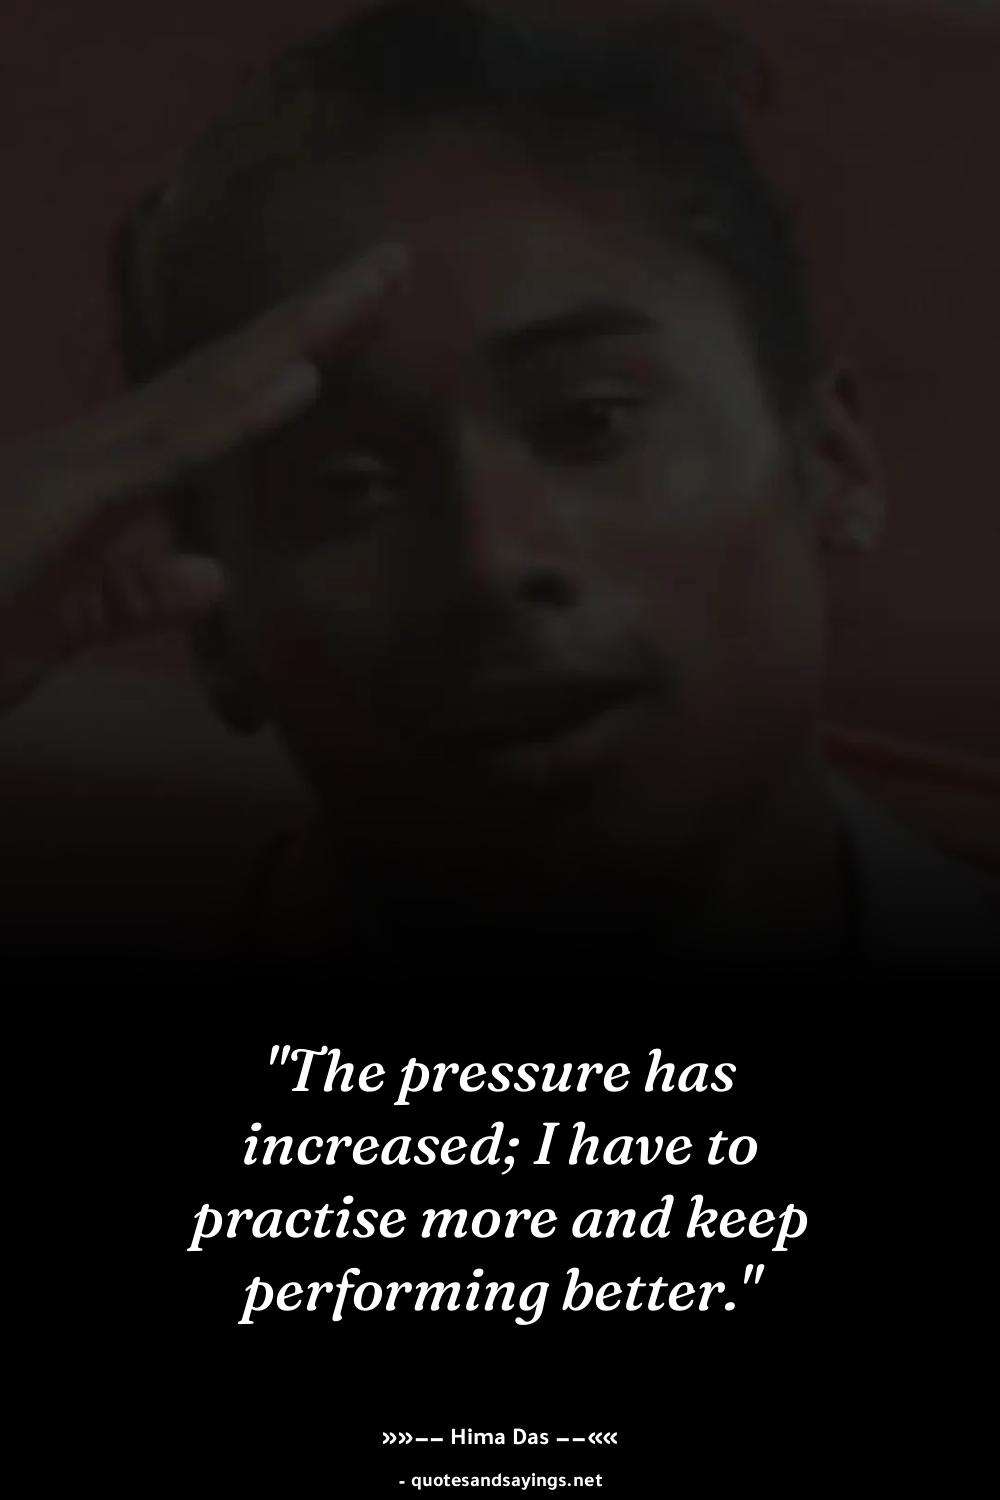 "The pressure has
increased; I have to
practise more and keep
performing better."
»»−− Hima Das −−««
- quotesandsayings.net